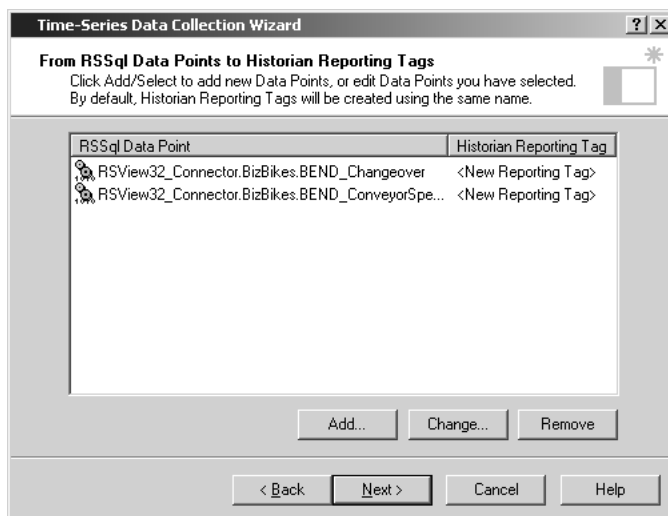 Time-Series Data Collection Wizard
From RSSql Data Points to Historian Reporting Tags
Click Add/Select to add new Data Points, or edit Data Points you have selected.
By default, Historian Reporting Tags will be created using the same name.
RSSql Data Point Historian Reporting Tag
RSView32_Connector.BizBikes.BEND_Changeover <New Reporting Tag>
RSView32_Connector.BizBikes.BEND_ConveyorSpe... <New Reporting Tag>
Add... Change... Remove
< Back Next > Cancel Help